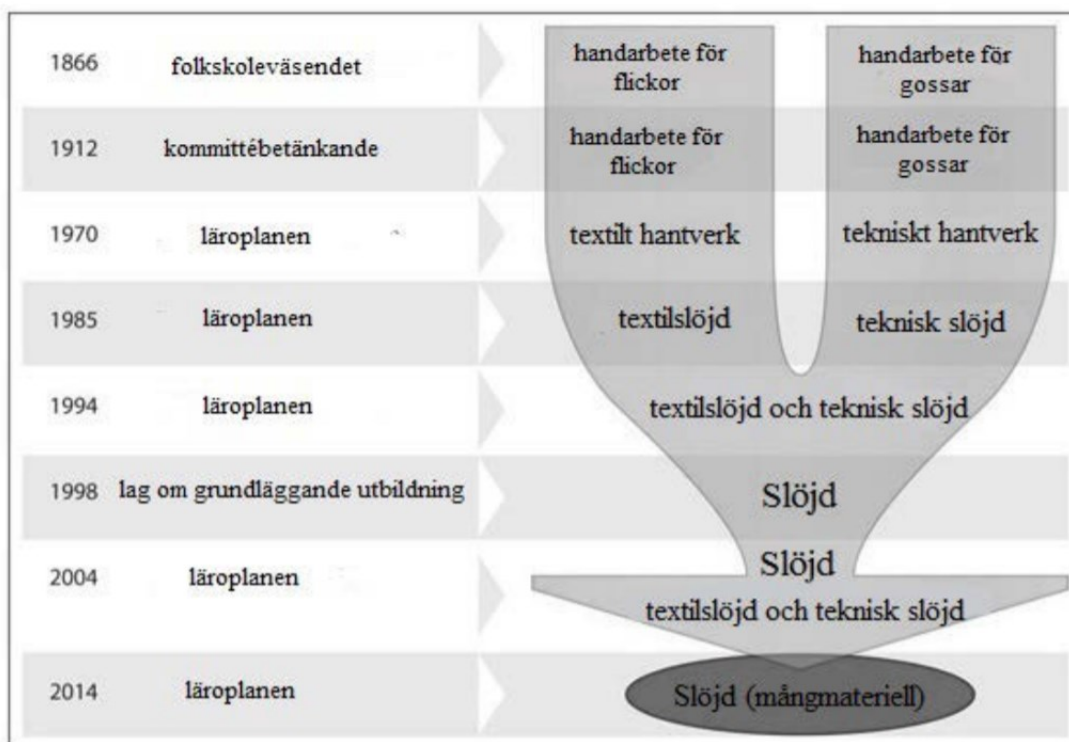 1866 folkskoleväsendet handarbete för flickor handarbete för gossar
1912 kommittébetänkande handarbete för flickor handarbete för gossar
1970 läroplanen textilt hantverk tekniskt hantverk
1985 läroplanen textilslöjd teknisk slöjd
1994 läroplanen textilslöjd och teknisk slöjd
1998 lag om grundläggande utbildning Slöjd
2004 läroplanen Slöjd
textilslöjd och teknisk slöjd
2014 läroplanen Slöjd (mångmateriell)